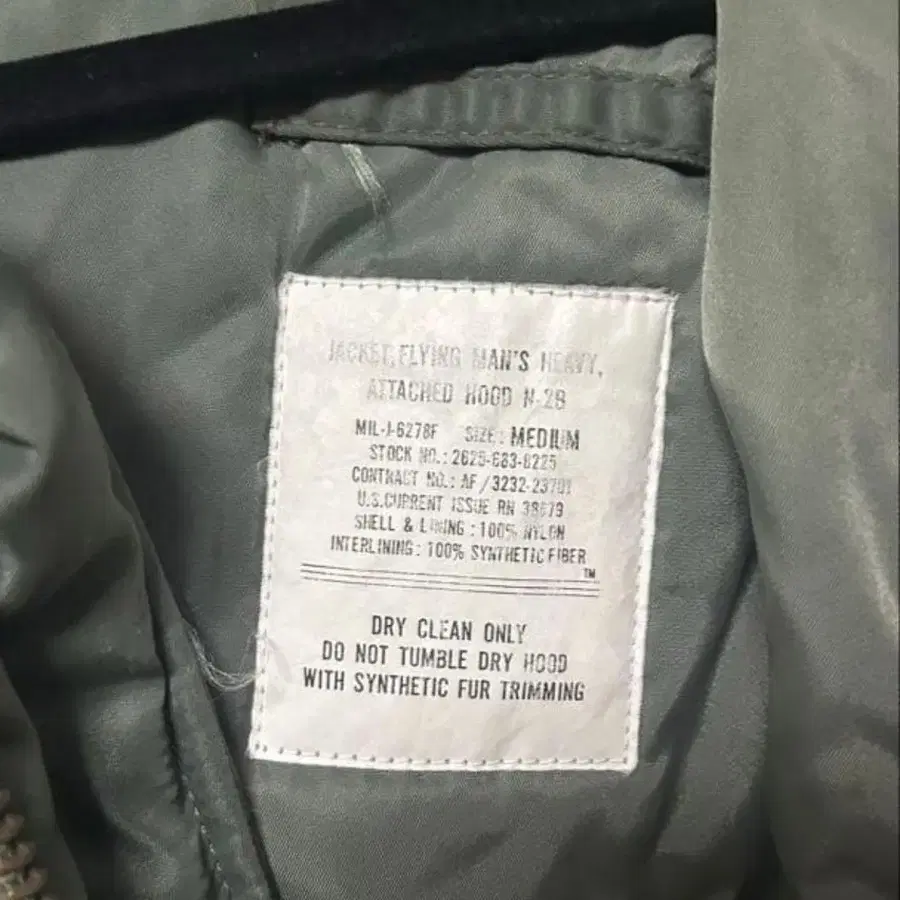 JACKET,FLYING MAN'S HEAVY,
ATTACHED HOOD N-2B
MIL-J-6278F SIZE: MEDIUM
STOCK NO.: 2625-683-8225
CONTRACT NO.: AF/3232-23701
U.S.CURRENT ISSUE RN 38679
SHELL & LINING : 100% NYLON
INTERLINING: 100% SYNTHETIC FIBER
TM
DRY CLEAN ONLY
DO NOT TUMBLE DRY HOOD
WITH SYNTHETIC FUR TRIMMING